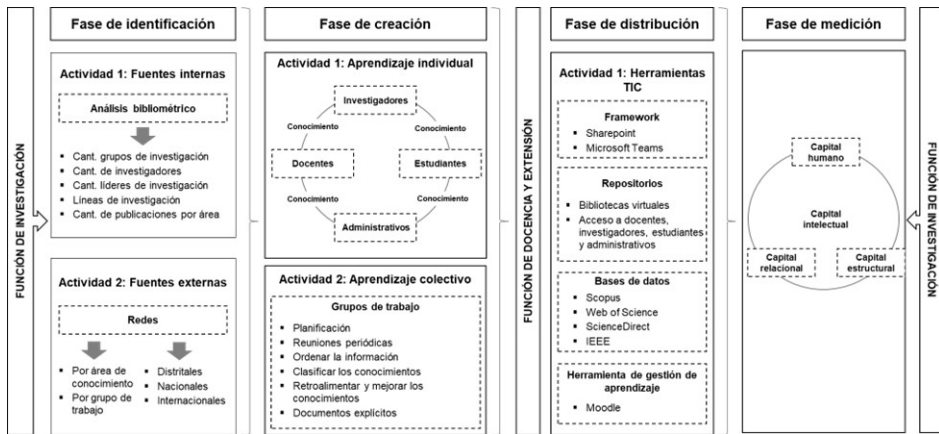 FUNCIÓN DE INVESTIGACIÓN
Fase de identificación
Actividad 1: Fuentes internas
Análisis bibliométrico
Cant. grupos de investigación
Cant. de investigadores
Cant. líderes de investigación
Líneas de investigación
Cant. de publicaciones por área
Actividad 2: Fuentes externas
Redes
Por área de
conocimiento
Por grupo de
trabajo
Distritales
Nacionales
Internacionales
Fase de creación
Actividad 1: Aprendizaje individual
Investigadores
Conocimiento
Conocimiento
Docentes
Estudiantes
Conocimiento
Conocimiento
Administrativos
Actividad 2: Aprendizaje colectivo
Grupos de trabajo
Planificación
Reuniones periódicas
Ordenar la información
Clasificar los conocimientos
Retroalimentar y mejorar los
conocimientos
Documentos explícitos
FUNCIÓN DE DOCENCIA Y EXTENSIÓN
Fase de distribución
Actividad 1: Herramientas
TIC
Framework
Sharepoint
Microsoft Teams
Repositorios
Bibliotecas virtuales
Acceso a docentes,
investigadores, estudiantes
y administrativos
Bases de datos
Scopus
Web of Science
ScienceDirect
IEEE
Herramienta de gestión de
aprendizaje
Moodle
Fase de medición
Capital
humano
Capital
intelectual
Capital
relacional
Capital
estructural
FUNCIÓN DE INVESTIGACIÓN